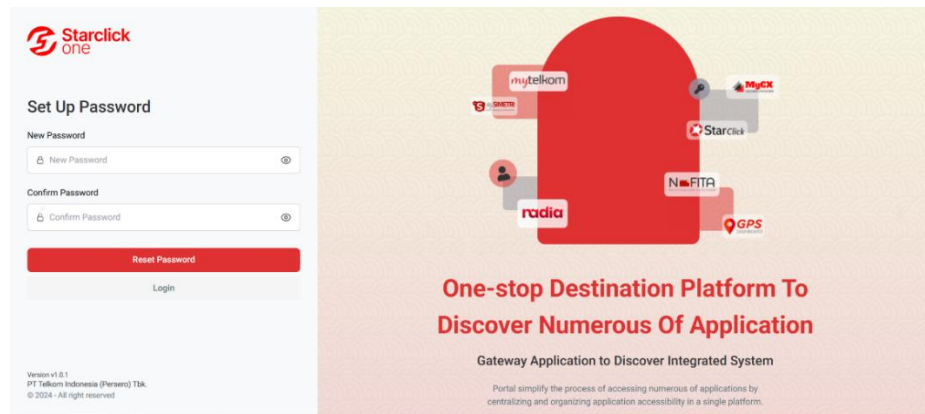 Starclick
one
Set Up Password
New Password
New Password
Confirm Password
Confirm Password
Reset Password
Login
Version v1.0.1
PT Telkom Indonesia (Persero) Tbk.
© 2024 - All right reserved
mytelkom
MyCX
SIMETRI
StarClick
NOFITA
radia
GPS
DASHBOARD
One-stop Destination Platform To
Discover Numerous Of Application
Gateway Application to Discover Integrated System
Portal simplify the process of accessing numerous of applications by
centralizing and organizing application accessibility in a single platform.